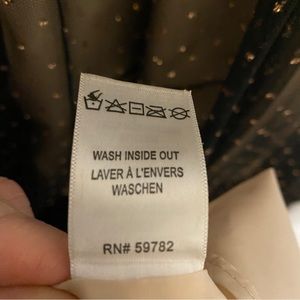 WASH INSIDE OUT
LAVER À L'ENVERS
WASCHEN
RN# 59782